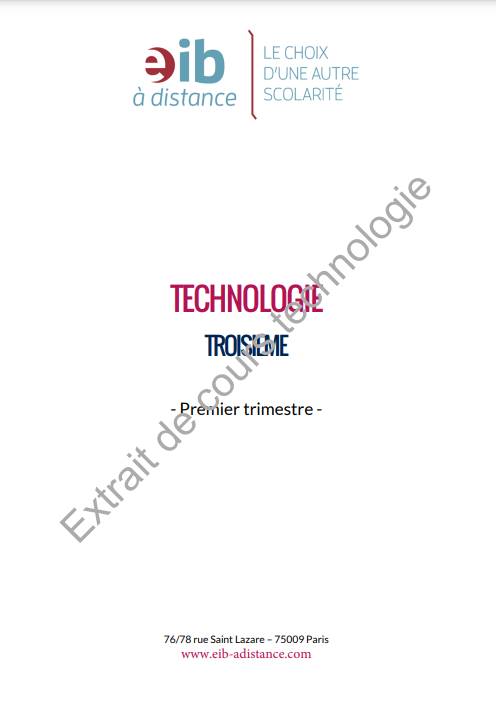 eib
à distance
LE CHOIX
D'UNE AUTRE
SCOLARITÉ
TECHNOLOGIE
TROISIEME
- Premier trimestre -
Extrait de cours technologie
76/78 rue Saint Lazare – 75009 Paris
www.eib-adistance.com